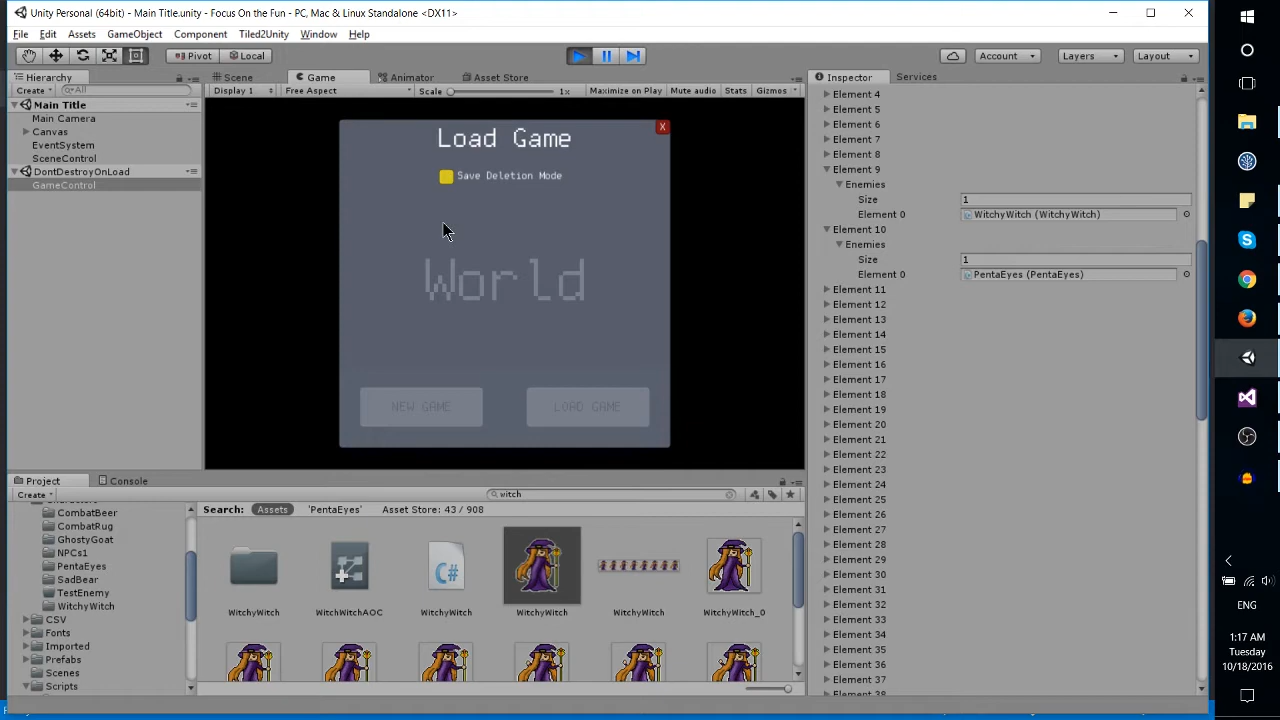 Unity Personal (64bit) - Main Title.unity - Focus On the Fun - PC, Mac & Linux Standalone <DX11>
File Edit Assets GameObject Component Tiled2Unity Window Help
Pivot Local Account Layers Layout
Hierarchy Scene Game Animator Asset Store Inspector Services
Create All Display 1 Free Aspect Scale 1x Maximize on Play Mute audio Stats Gizmos
Main Title
Main Camera
Canvas
EventSystem
SceneControl
DontDestroyOnLoad
GameControl
Load Game X
Save Deletion Mode
World
NEW GAME LOAD GAME
Element 4
Element 5
Element 6
Element 7
Element 8
Element 9
Enemies
Size 1
Element 0 WitchyWitch (WitchyWitch)
Element 10
Enemies
Size 1
Element 0 PentaEyes (PentaEyes)
Element 11
Element 12
Element 13
Element 14
Element 15
Element 16
Element 17
Element 18
Element 19
Element 20
Element 21
Element 22
Element 23
Element 24
Element 25
Element 26
Element 27
Element 28
Element 29
Element 30
Element 31
Element 32
Element 33
Element 34
Element 35
Element 36
Element 37
Element 38
Project Console
Create witch
Characters
CombatBeer
CombatRug
GhostyGoat
NPCs1
PentaEyes
SadBear
TestEnemy
WitchyWitch
CSV
Fonts
Imported
Prefabs
Scenes
Scripts
Search: Assets 'PentaEyes' Asset Store: 43 / 908
C#
WitchyWitch WitchWitchAOC WitchyWitch WitchyWitch WitchyWitch WitchyWitch_0
ENG
1:17 AM
Tuesday
10/18/2016